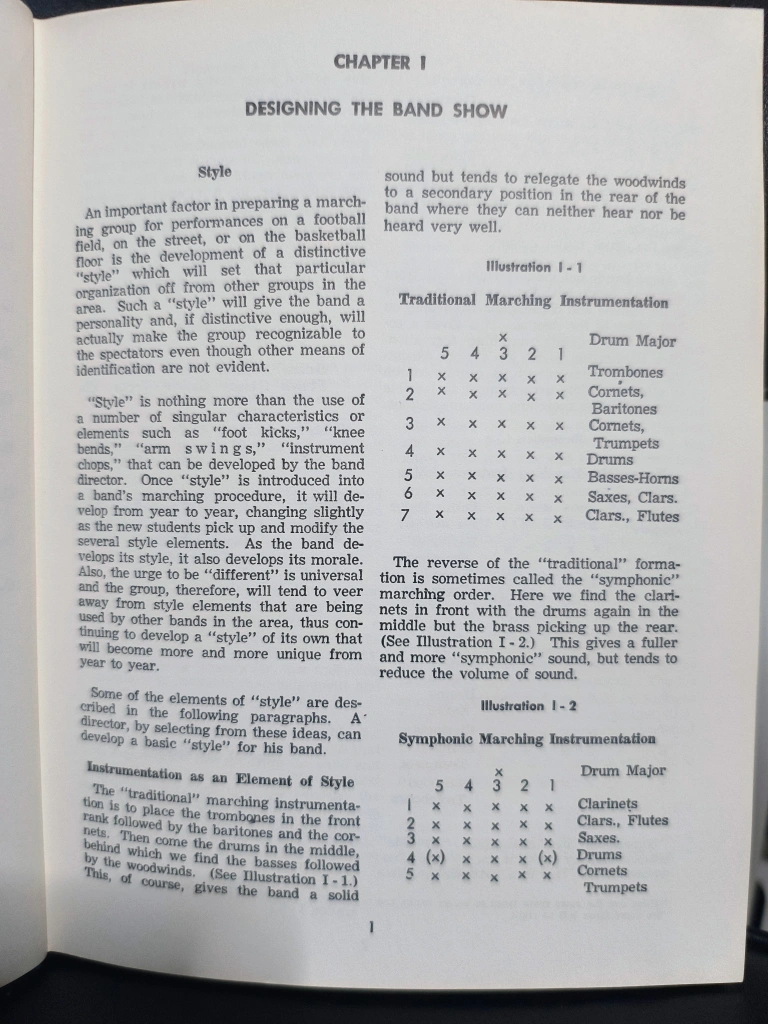 CHAPTER I
DESIGNING THE BAND SHOW
Style
An important factor in preparing a march-
ing group for performances on a football
field, on the street, or on the basketball
floor is the development of a distinctive
"style" which will set that particular
organization off from other groups in the
area. Such a "style" will give the band a
personality and, if distinctive enough, will
actually make the group recognizable to
the spectators even though other means of
identification are not evident.
"Style" is nothing more than the use of
a number of singular characteristics or
elements such as "foot kicks," "knee
bends," "arm swings," "instrument
chops," that can be developed by the band
director. Once "style" is introduced into
a band's marching procedure, it will de-
velop from year to year, changing slightly
as the new students pick up and modify the
several style elements. As the band de-
velops its style, it also develops its morale.
Also, the urge to be "different" is universal
and the group, therefore, will tend to veer
away from style elements that are being
used by other bands in the area, thus con-
tinuing to develop a "style" of its own that
will become more and more unique from
year to year.
Some of the elements of "style" are des-
cribed in the following paragraphs. A
director, by selecting from these ideas, can
develop a basic "style" for his band.
Instrumentation as an Element of Style
The "traditional" marching instrumenta-
tion is to place the trombones in the front
rank followed by the baritones and the cor-
nets. Then come the drums in the middle,
behind which we find the basses followed
by the woodwinds. (See Illustration I - 1.)
This, of course, gives the band a solid
sound but tends to relegate the woodwinds
to a secondary position in the rear of the
band where they can neither hear nor be
heard very well.
Illustration I - 1
Traditional Marching Instrumentation
x Drum Major
5 4 3 2 1
1 x x x x x Trombones
2 x x x x x Cornets,
Baritones
3 x x x x x Cornets,
Trumpets
4 x x x x x Drums
5 x x x x x Basses-Horns
6 x x x x x Saxes, Clars.
7 x x x x x Clars., Flutes
The reverse of the "traditional" forma-
tion is sometimes called the "symphonic"
marching order. Here we find the clari-
nets in front with the drums again in the
middle but the brass picking up the rear.
(See Illustration I - 2.) This gives a fuller
and more "symphonic" sound, but tends to
reduce the volume of sound.
Illustration I - 2
Symphonic Marching Instrumentation
x Drum Major
5 4 3 2 1
1 x x x x x Clarinets
2 x x x x x Clars., Flutes
3 x x x x x Saxes.
4 (x) x x x (x) Drums
5 x x x x x Cornets
Trumpets
1